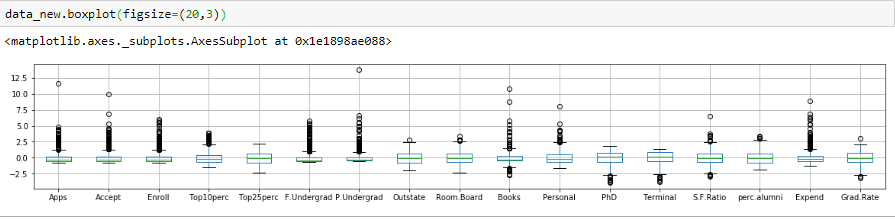 data_new.boxplot(figsize=(20,3))
<matplotlib.axes._subplots.AxesSubplot at 0x1e1898ae088>
12.5
10.0
7.5
5.0
2.5
0.0
−2.5
Apps Accept Enroll Top10perc Top25perc F.Undergrad P.Undergrad Outstate Room.Board Books Personal PhD Terminal S.F.Ratio perc.alumni Expend Grad.Rate